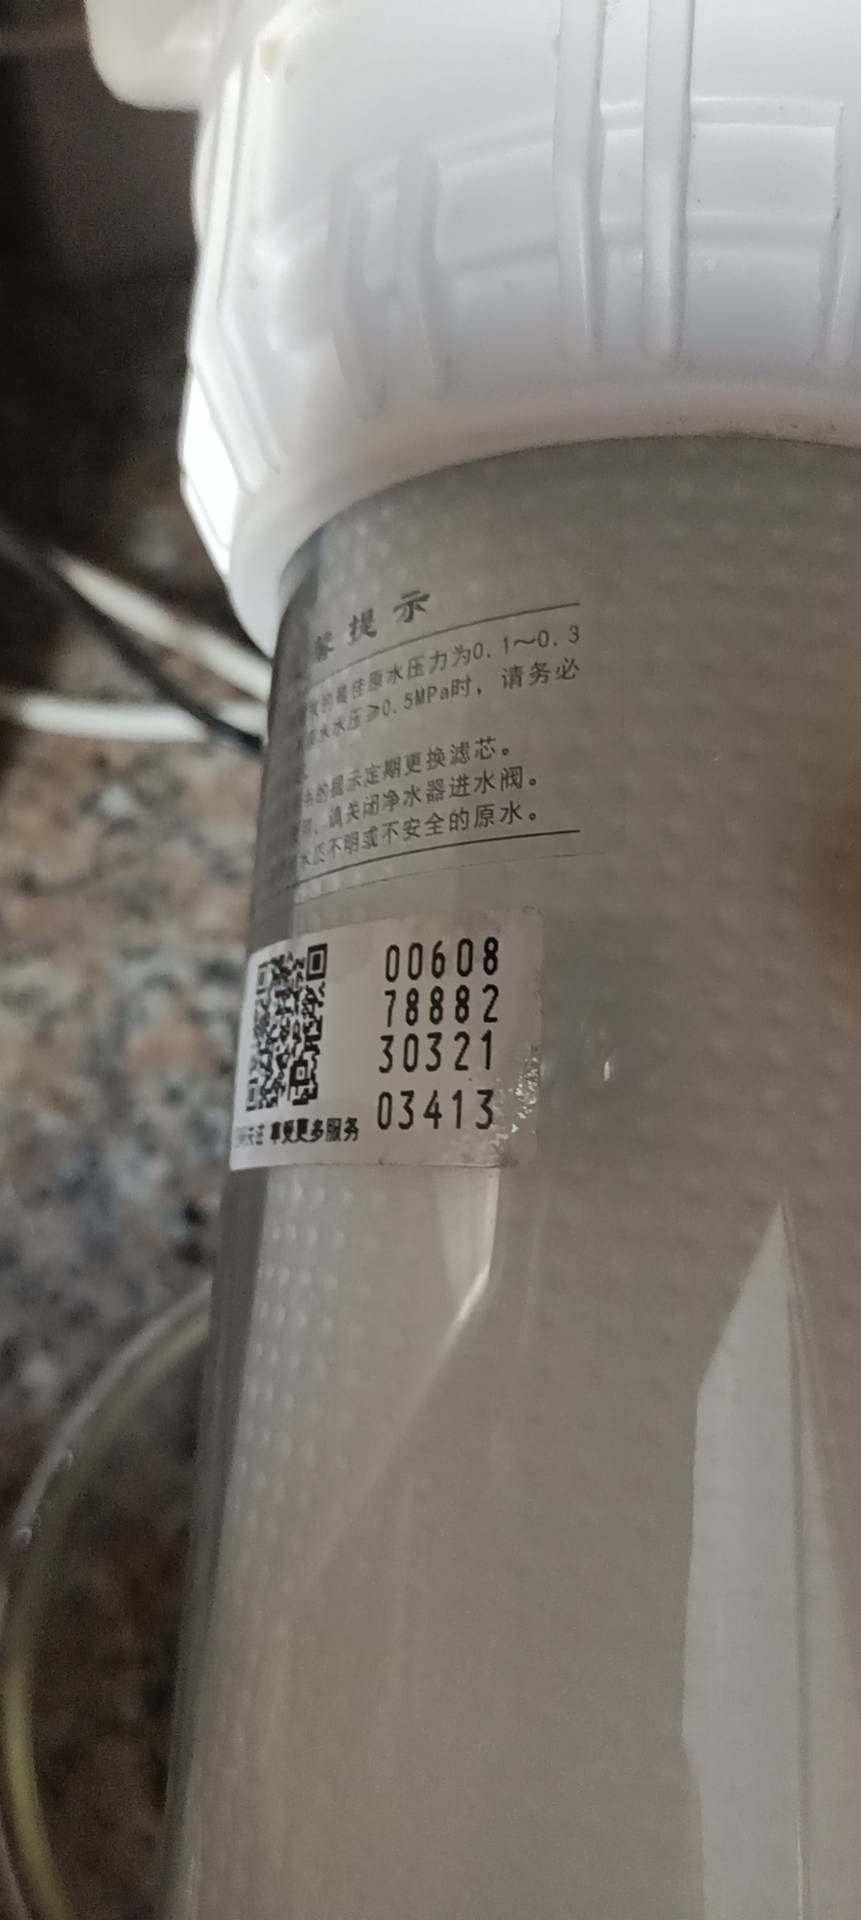 馨提示
的最佳原水压力为0.1～0.3
水水压≥0.5MPa时，请务必
的提示定期更换滤芯。
，请关闭净水器进水阀。
水质不明或不安全的原水。
00608
78882
30321
03413
享受更多服务